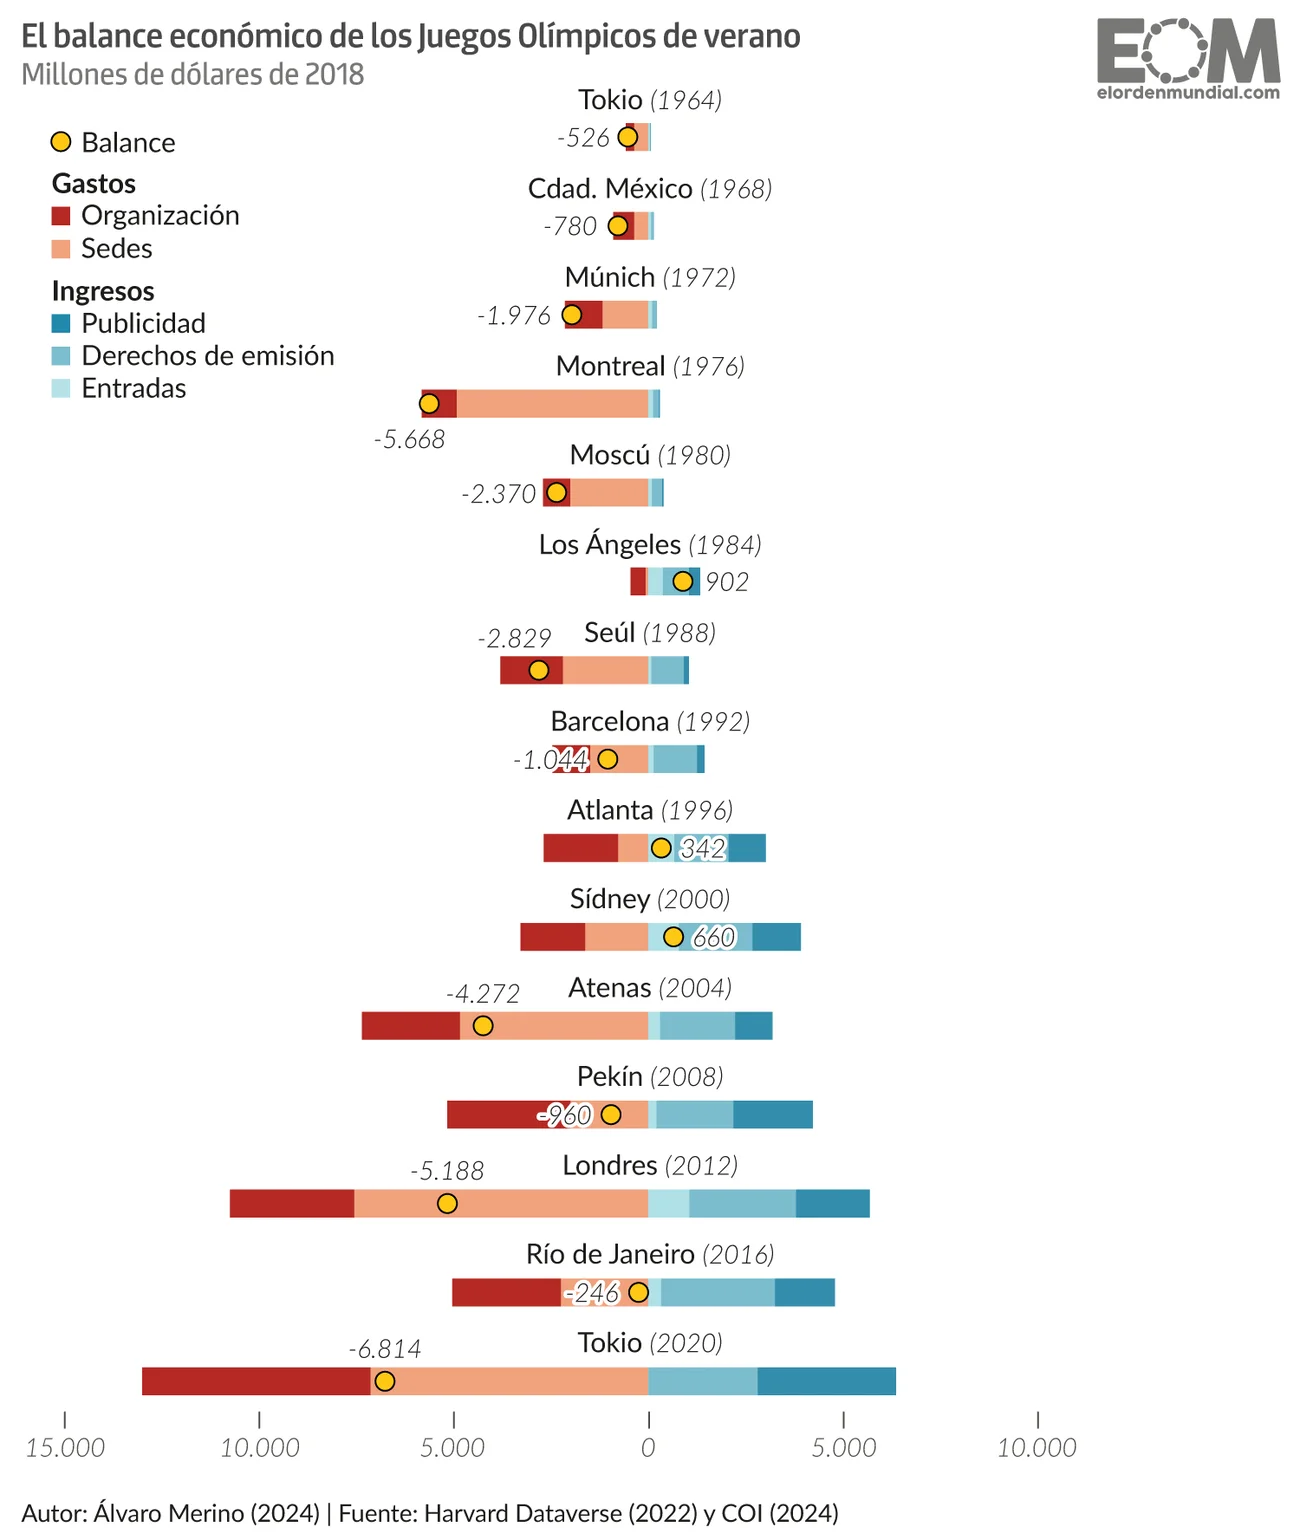 El balance económico de los Juegos Olímpicos de verano
Millones de dólares de 2018
EOM
elordenmundial.com
Balance
Gastos
Organización
Sedes
Ingresos
Publicidad
Derechos de emisión
Entradas
Tokio (1964)
-526
Cdad. México (1968)
-780
Múnich (1972)
-1.976
Montreal (1976)
-5.668
Moscú (1980)
-2.370
Los Ángeles (1984)
902
Seúl (1988)
-2.829
Barcelona (1992)
-1.044
Atlanta (1996)
342
Sídney (2000)
660
Atenas (2004)
-4.272
Pekín (2008)
-960
Londres (2012)
-5.188
Río de Janeiro (2016)
-246
Tokio (2020)
-6.814
15.000 10.000 5.000 0 5.000 10.000
Autor: Álvaro Merino (2024) | Fuente: Harvard Dataverse (2022) y COI (2024)